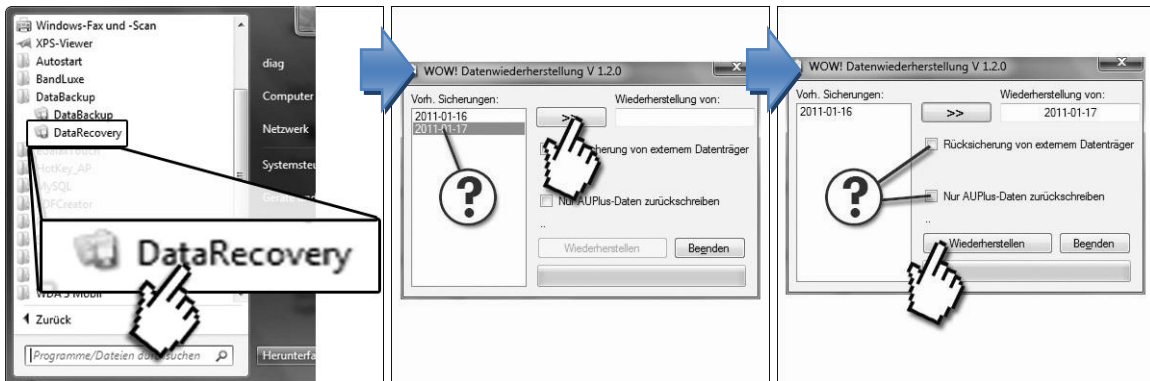 Windows-Fax und -Scan
XPS-Viewer
Autostart
BandLuxe
DataBackup
DataBackup
DataRecovery
HotKey_AP
MySQL
PDFCreator
DataRecovery
WDA 3 Mobil
Zurück
Programme/Dateien durchsuchen
diag
Computer
Netzwerk
Systemsteu
Herunterfa
WOW! Datenwiederherstellung V 1.2.0
Vorh. Sicherungen:
2011-01-16
2011-01-17
>>
Wiederherstellung von:
sicherung von externem Datenträger
Nur AUPlus-Daten zurückschreiben
..
Wiederherstellen
Beenden
?
WOW! Datenwiederherstellung V 1.2.0
Vorh. Sicherungen:
2011-01-16
>>
Wiederherstellung von:
2011-01-17
Rücksicherung von externem Datenträger
Nur AUPlus-Daten zurückschreiben
..
Wiederherstellen
Beenden
?